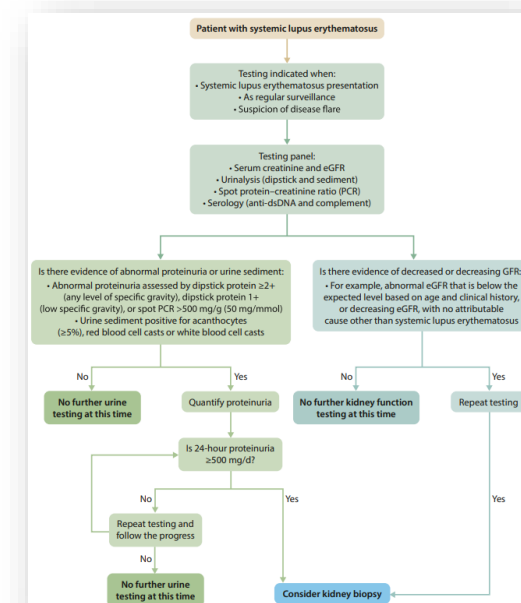 Patient with systemic lupus erythematosus
Testing indicated when:
• Systemic lupus erythematosus presentation
• As regular surveillance
• Suspicion of disease flare
Testing panel:
• Serum creatinine and eGFR
• Urinalysis (dipstick and sediment)
• Spot protein–creatinine ratio (PCR)
• Serology (anti-dsDNA and complement)
Is there evidence of abnormal proteinuria or urine sediment:
• Abnormal proteinuria assessed by dipstick protein ≥2+
(any level of specific gravity), dipstick protein 1+
(low specific gravity), or spot PCR >500 mg/g (50 mg/mmol)
• Urine sediment positive for acanthocytes
(≥5%), red blood cell casts or white blood cell casts
Is there evidence of decreased or decreasing GFR:
• For example, abnormal eGFR that is below the
expected level based on age and clinical history,
or decreasing eGFR, with no attributable
cause other than systemic lupus erythematosus
No
Yes
No
Yes
No further urine
testing at this time
Quantify proteinuria
No further kidney function
testing at this time
Repeat testing
Is 24-hour proteinuria
≥500 mg/d?
No
Yes
Yes
Repeat testing and
follow the progress
No
No further urine
testing at this time
Consider kidney biopsy